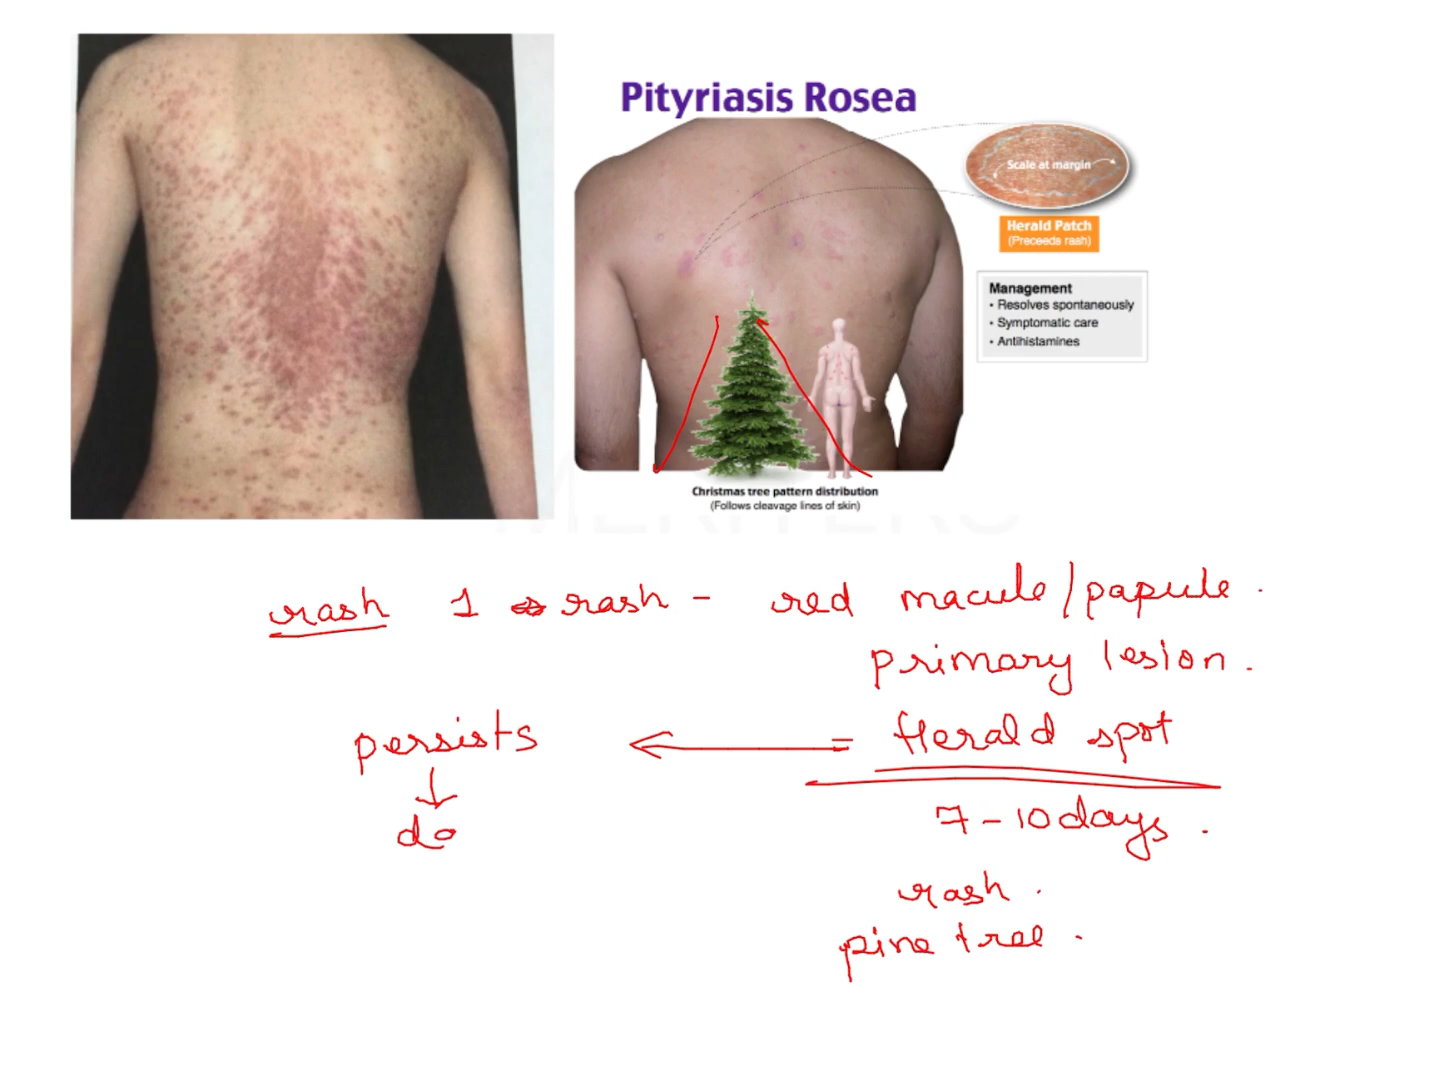 Pityriasis Rosea
Scale at margin
Herald Patch
(Preceeds rash)
Management
• Resolves spontaneously
• Symptomatic care
• Antihistamines
Christmas tree pattern distribution
(Follows cleavage lines of skin)
rash 1 rash - red macule/papule.
primary lesion.
persists ← = Herald spot
↓ 7-10 days.
do
rash.
pine tree.